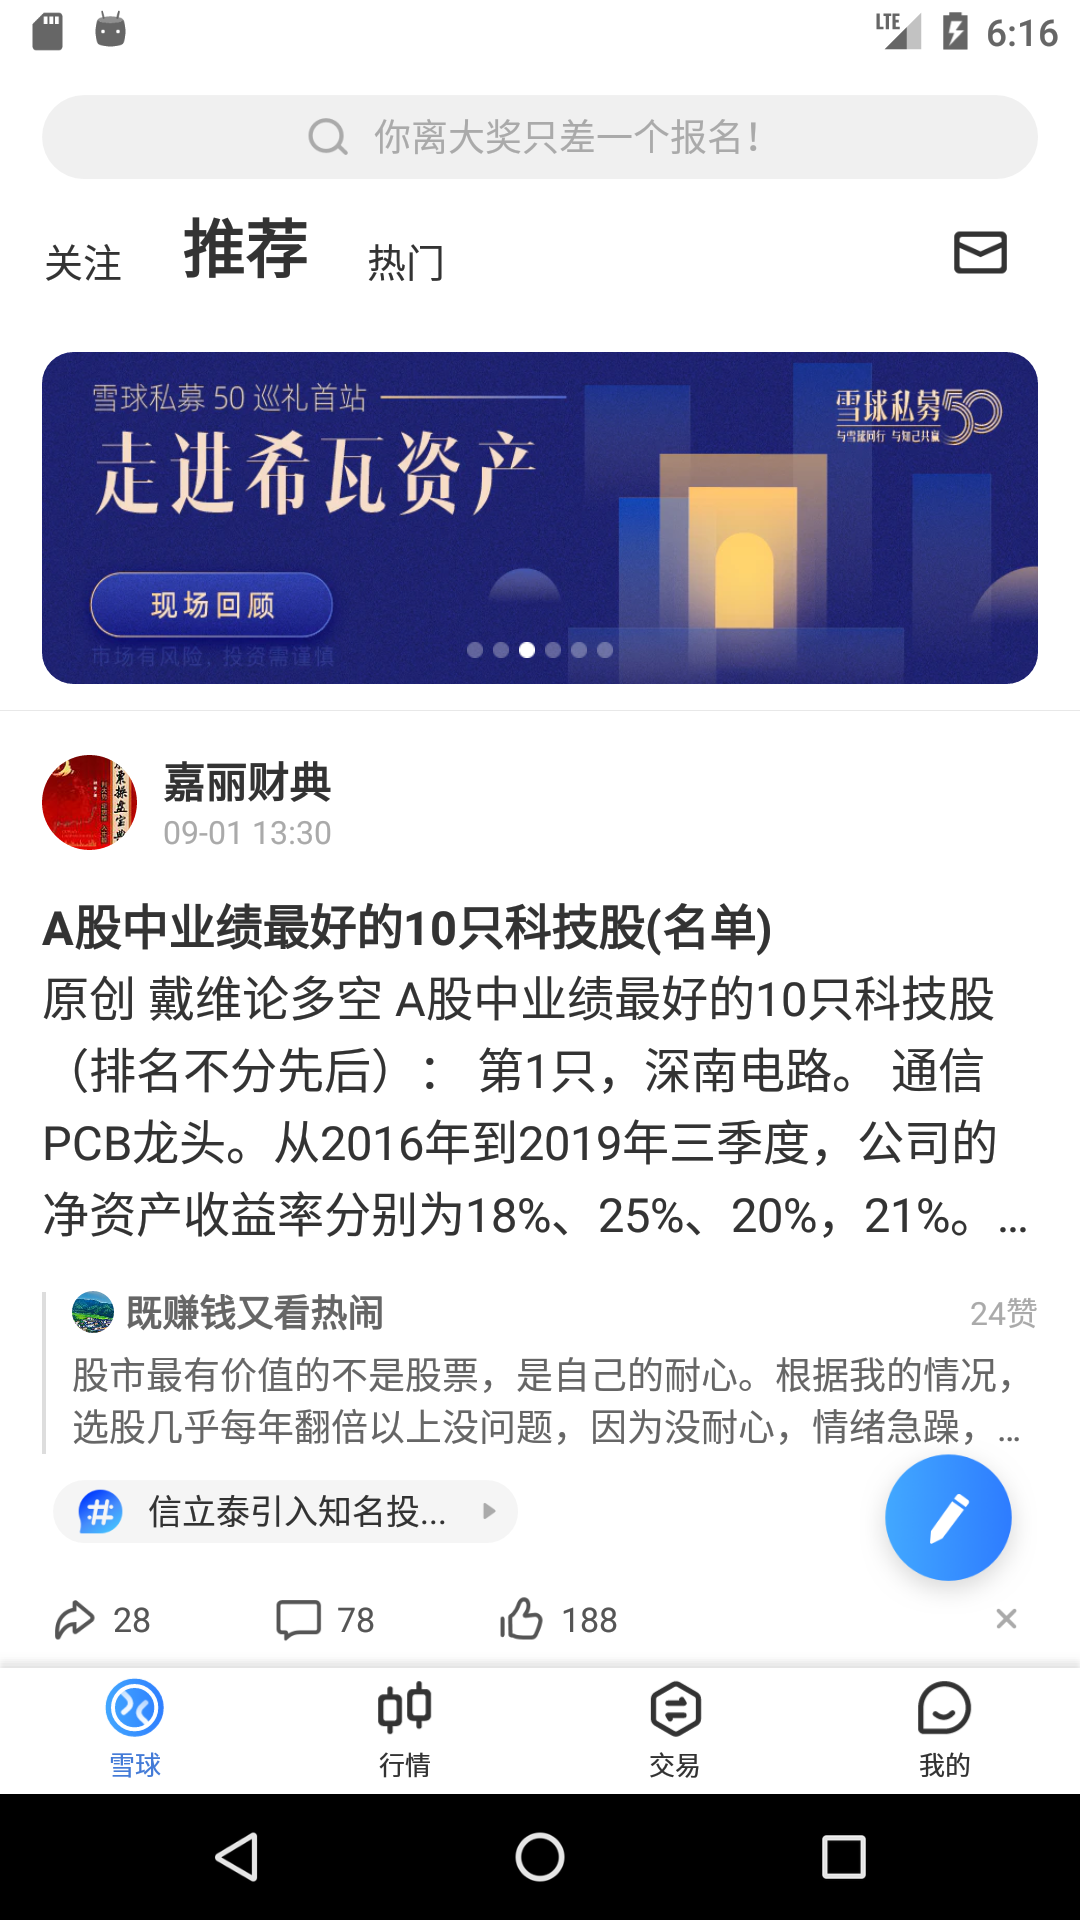 LTE 6:16
你离大奖只差一个报名！
关注 推荐 热门
雪球私募 50 巡礼首站
雪球私募50
与雪球同行 与知己共赢
走进希瓦资产
现场回顾
市场有风险，投资需谨慎
嘉丽财典
09-01 13:30
A股中业绩最好的10只科技股(名单)
原创 戴维论多空 A股中业绩最好的10只科技股
（排名不分先后）： 第1只，深南电路。 通信
PCB龙头。从2016年到2019年三季度，公司的
净资产收益率分别为18%、25%、20%，21%。...
既赚钱又看热闹 24赞
股市最有价值的不是股票，是自己的耐心。根据我的情况，
选股几乎每年翻倍以上没问题，因为没耐心，情绪急躁，...
# 信立泰引入知名投...
28 78 188
雪球 行情 交易 我的